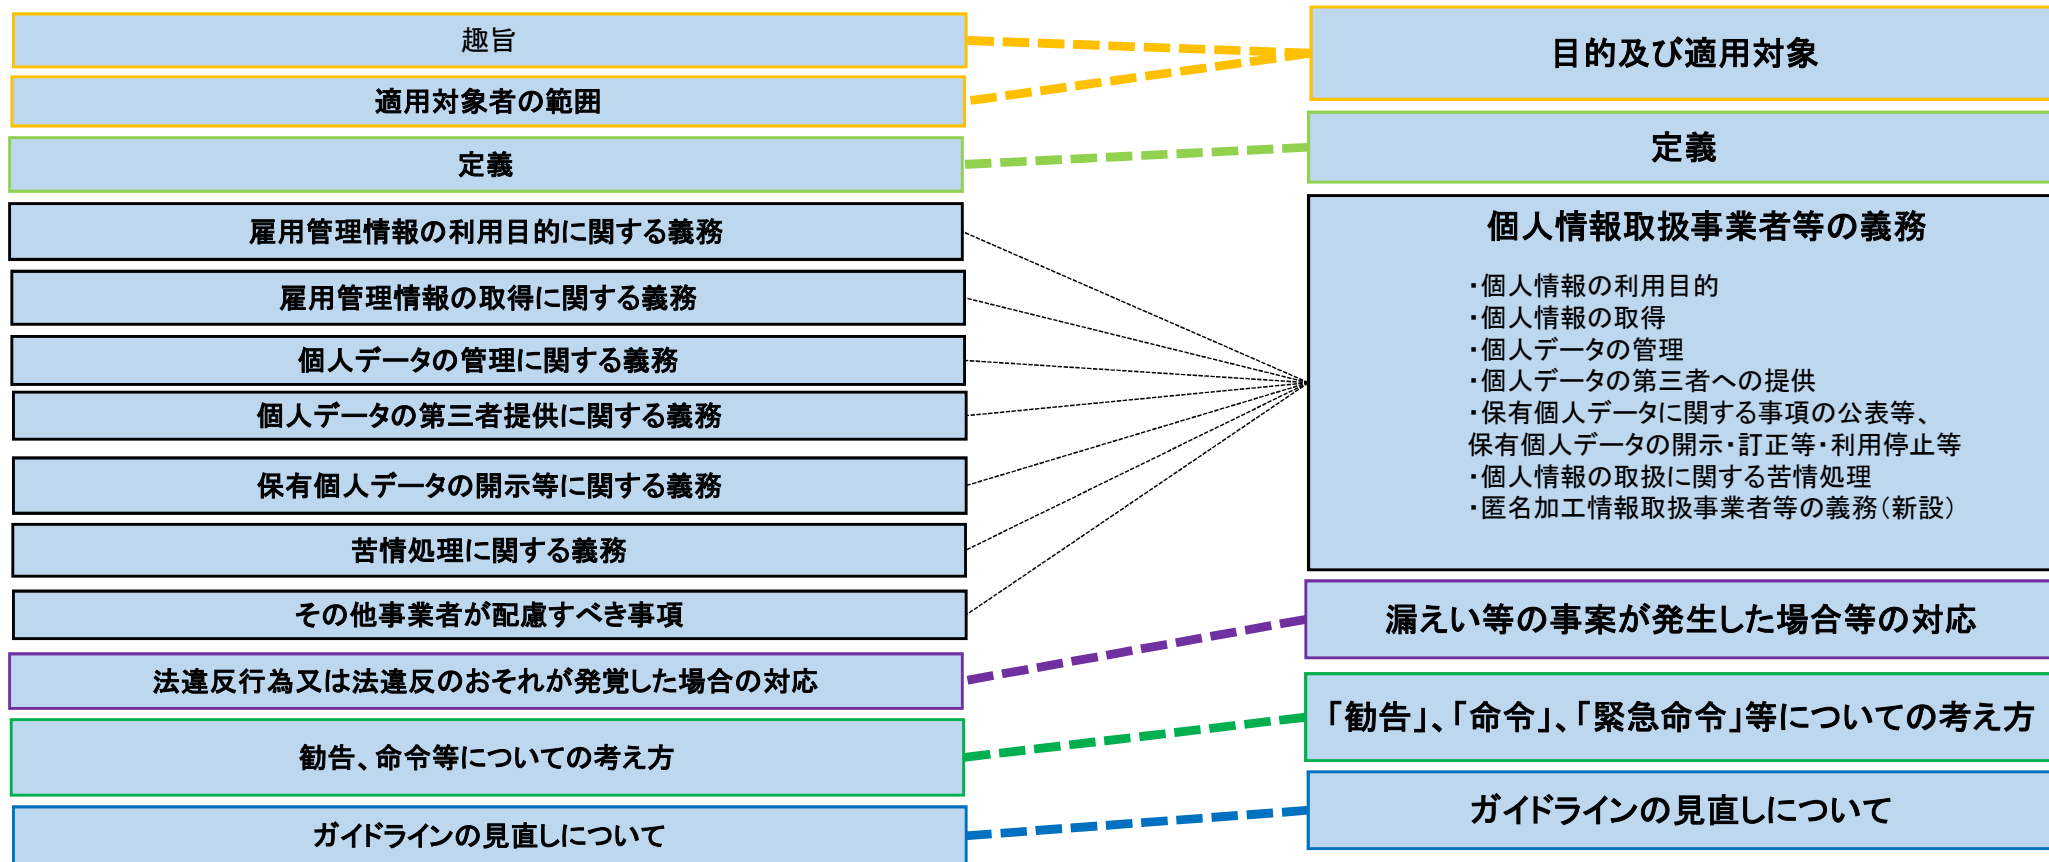 趣旨
適用対象者の範囲
定義
雇用管理情報の利用目的に関する義務
雇用管理情報の取得に関する義務
個人データの管理に関する義務
個人データの第三者提供に関する義務
保有個人データの開示等に関する義務
苦情処理に関する義務
その他事業者が配慮すべき事項
法違反行為又は法違反のおそれが発覚した場合の対応
勧告、命令等についての考え方
ガイドラインの見直しについて
目的及び適用対象
定義
個人情報取扱事業者等の義務
・個人情報の利用目的
・個人情報の取得
・個人データの管理
・個人データの第三者への提供
・保有個人データに関する事項の公表等、
保有個人データの開示・訂正等・利用停止等
・個人情報の取扱に関する苦情処理
・匿名加工情報取扱事業者等の義務(新設)
漏えい等の事案が発生した場合等の対応
「勧告」、「命令」、「緊急命令」等についての考え方
ガイドラインの見直しについて